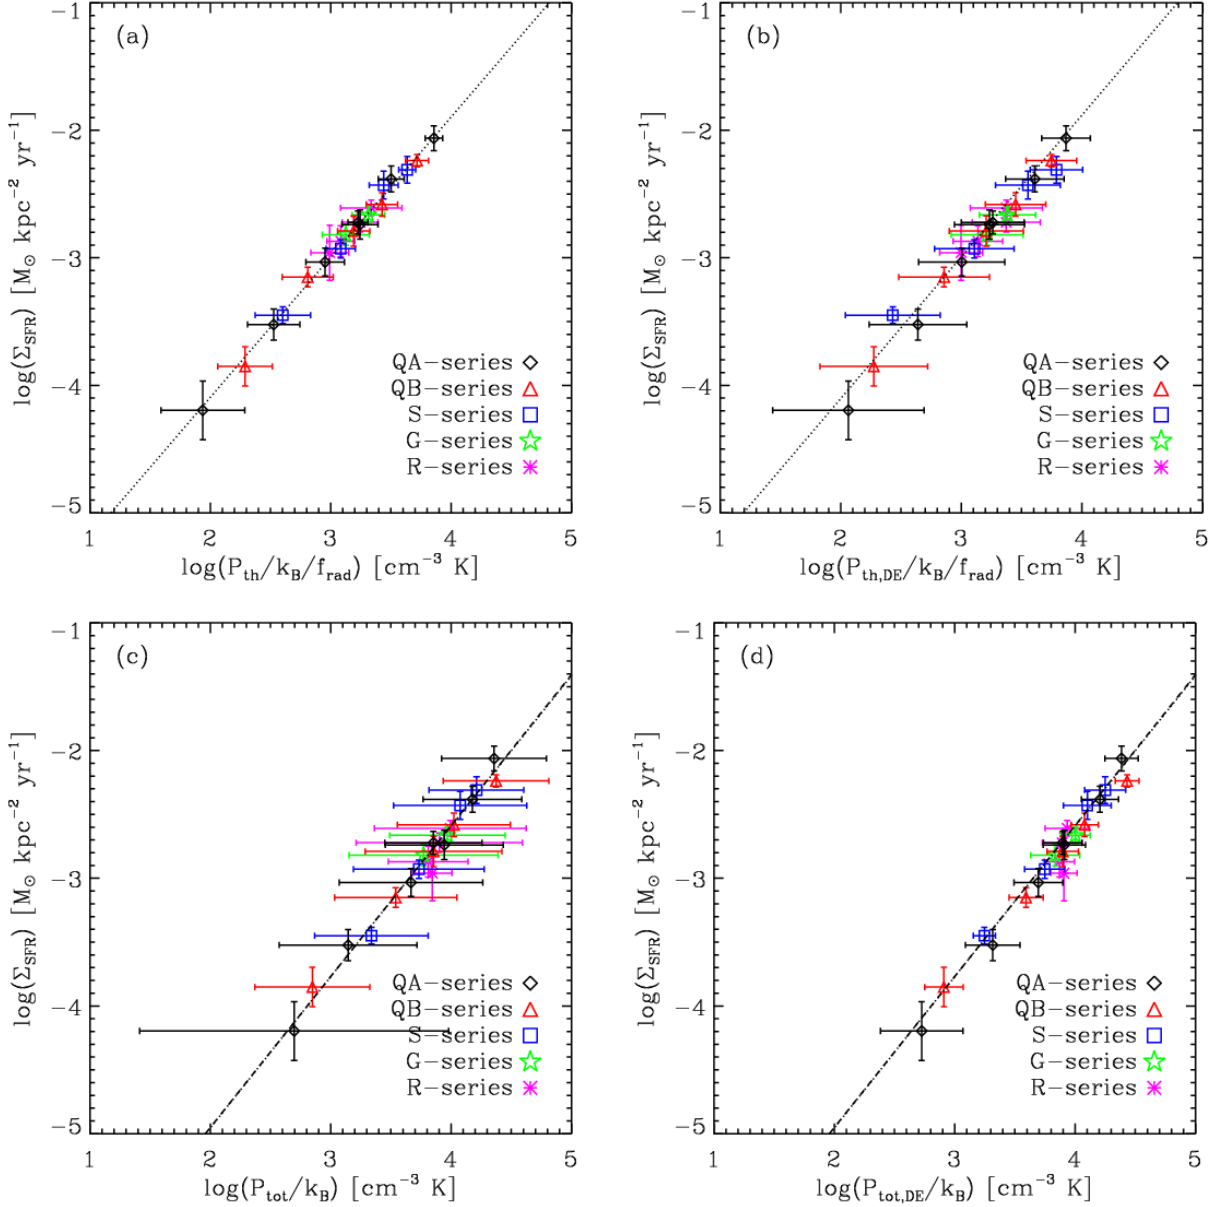 (a)
−1
−2
−3
−4
−5
log(Σ_SFR) [M_⊙ kpc⁻² yr⁻¹]
QA−series
QB−series
S−series
G−series
R−series
1 2 3 4 5
log(P_th/k_B/f_rad) [cm⁻³ K]
(b)
−1
−2
−3
−4
−5
log(Σ_SFR) [M_⊙ kpc⁻² yr⁻¹]
QA−series
QB−series
S−series
G−series
R−series
1 2 3 4 5
log(P_th,DE/k_B/f_rad) [cm⁻³ K]
(c)
−1
−2
−3
−4
−5
log(Σ_SFR) [M_⊙ kpc⁻² yr⁻¹]
QA−series
QB−series
S−series
G−series
R−series
1 2 3 4 5
log(P_tot/k_B) [cm⁻³ K]
(d)
−1
−2
−3
−4
−5
log(Σ_SFR) [M_⊙ kpc⁻² yr⁻¹]
QA−series
QB−series
S−series
G−series
R−series
1 2 3 4 5
log(P_tot,DE/k_B) [cm⁻³ K]